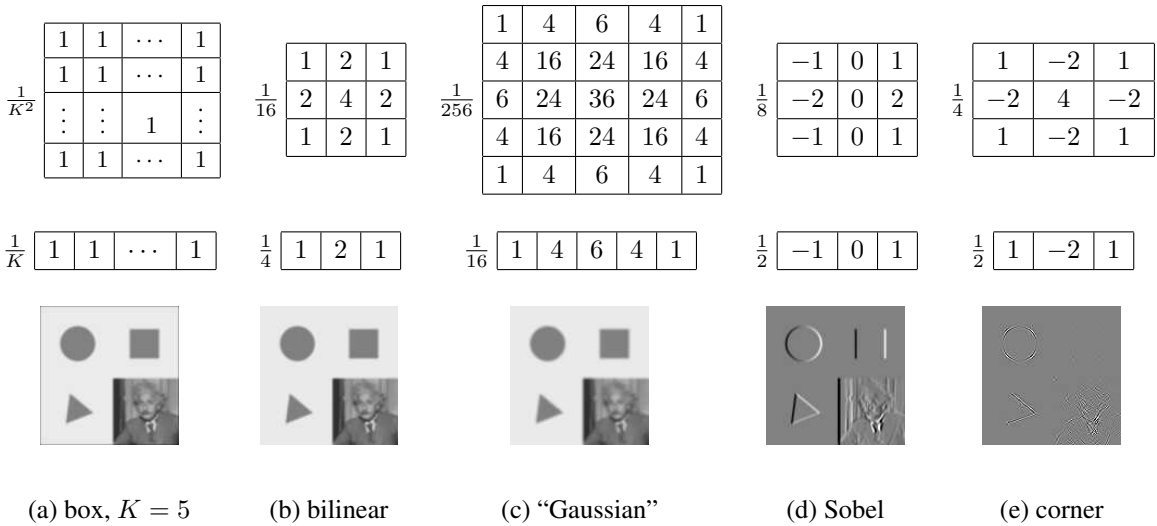 1/K²
1 1 ⋯ 1
1 1 ⋯ 1
⋮ ⋮ 1 ⋮
1 1 ⋯ 1
1/16
1 2 1
2 4 2
1 2 1
1/256
1 4 6 4 1
4 16 24 16 4
6 24 36 24 6
4 16 24 16 4
1 4 6 4 1
1/8
−1 0 1
−2 0 2
−1 0 1
1/4
1 −2 1
−2 4 −2
1 −2 1
1/K 1 1 ⋯ 1
1/4 1 2 1
1/16 1 4 6 4 1
1/2 −1 0 1
1/2 1 −2 1
(a) box, K = 5
(b) bilinear
(c) “Gaussian”
(d) Sobel
(e) corner